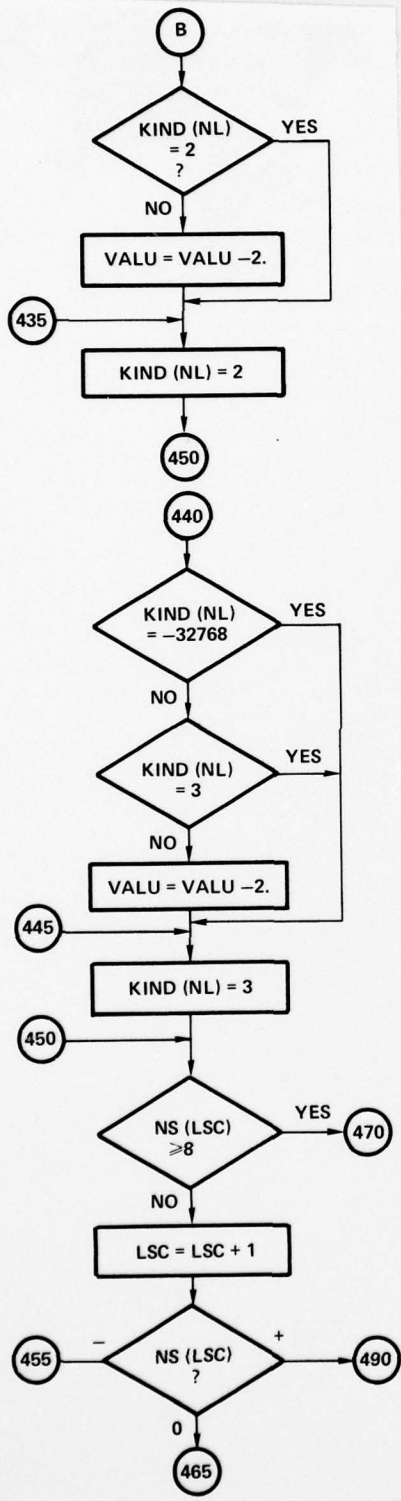 B
KIND (NL)
= 2
?
YES
NO
VALU = VALU −2.
435
KIND (NL) = 2
450
440
KIND (NL)
= −32768
YES
NO
KIND (NL)
= 3
YES
NO
VALU = VALU −2.
445
KIND (NL) = 3
450
NS (LSC)
⩾8
YES
470
NO
LSC = LSC + 1
455
−
NS (LSC)
?
+
490
0
465